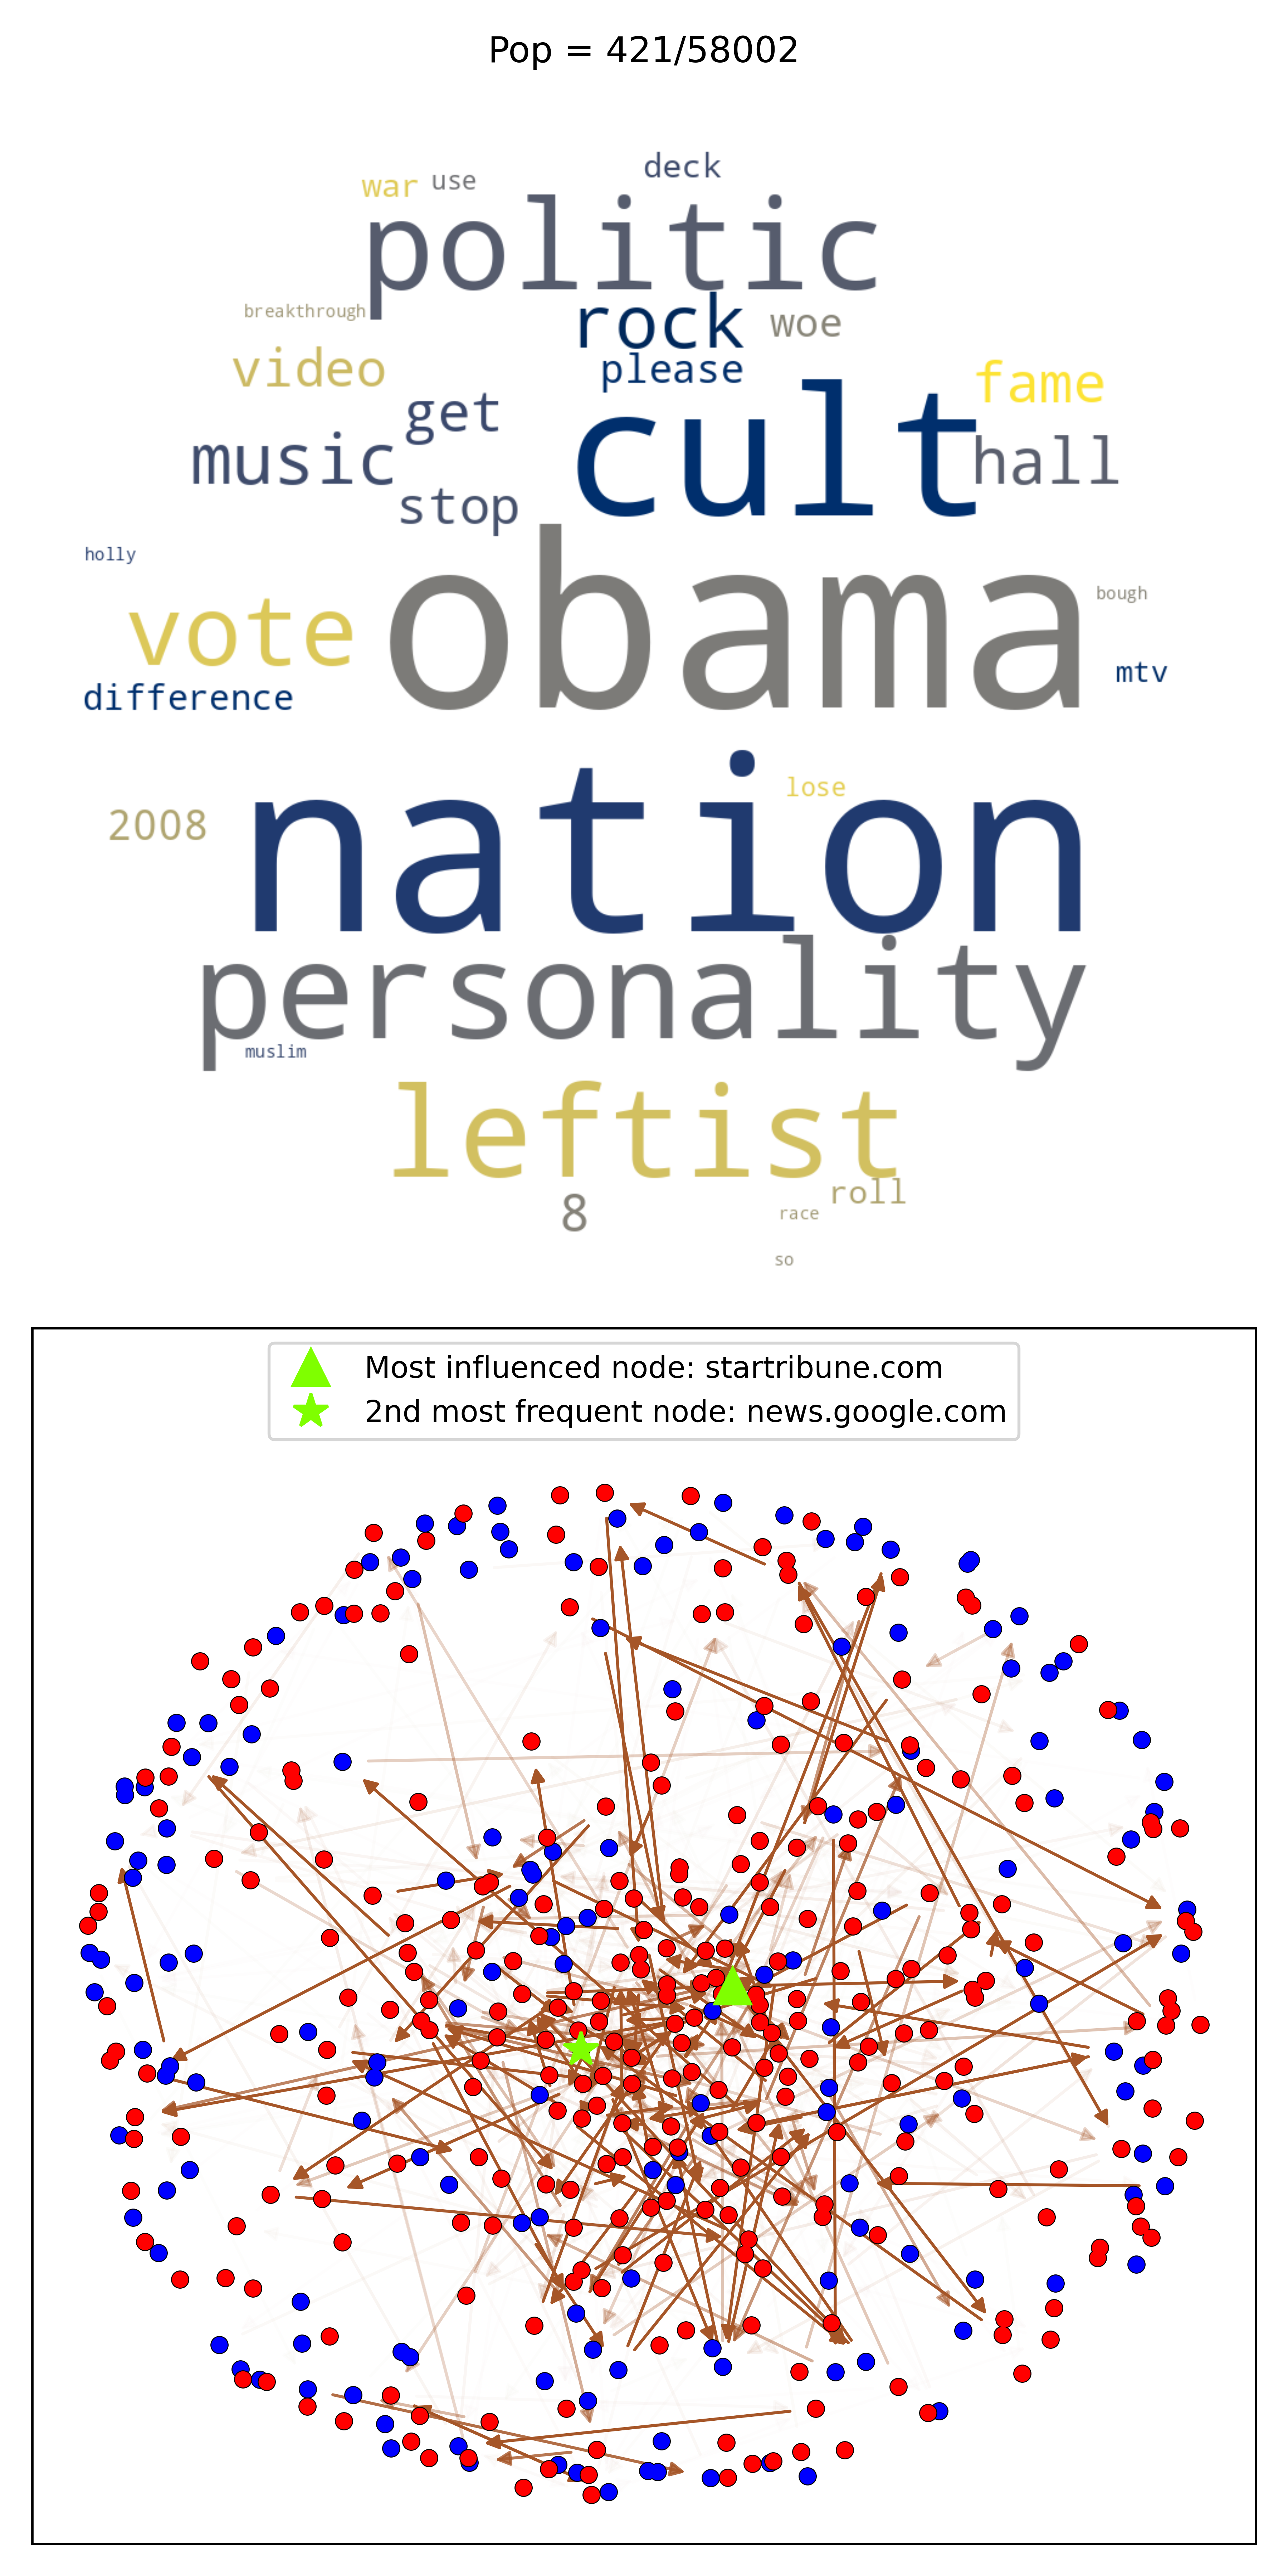 Pop = 421/58002
deck
war use
politic
breakthrough
rock woe
video please fame
get
music cult hall
stop
holly obama bough
vote
difference mtv
lose
2008 nation
personality
muslim
leftist
8 roll
race
so
Most influenced node: startribune.com
2nd most frequent node: news.google.com